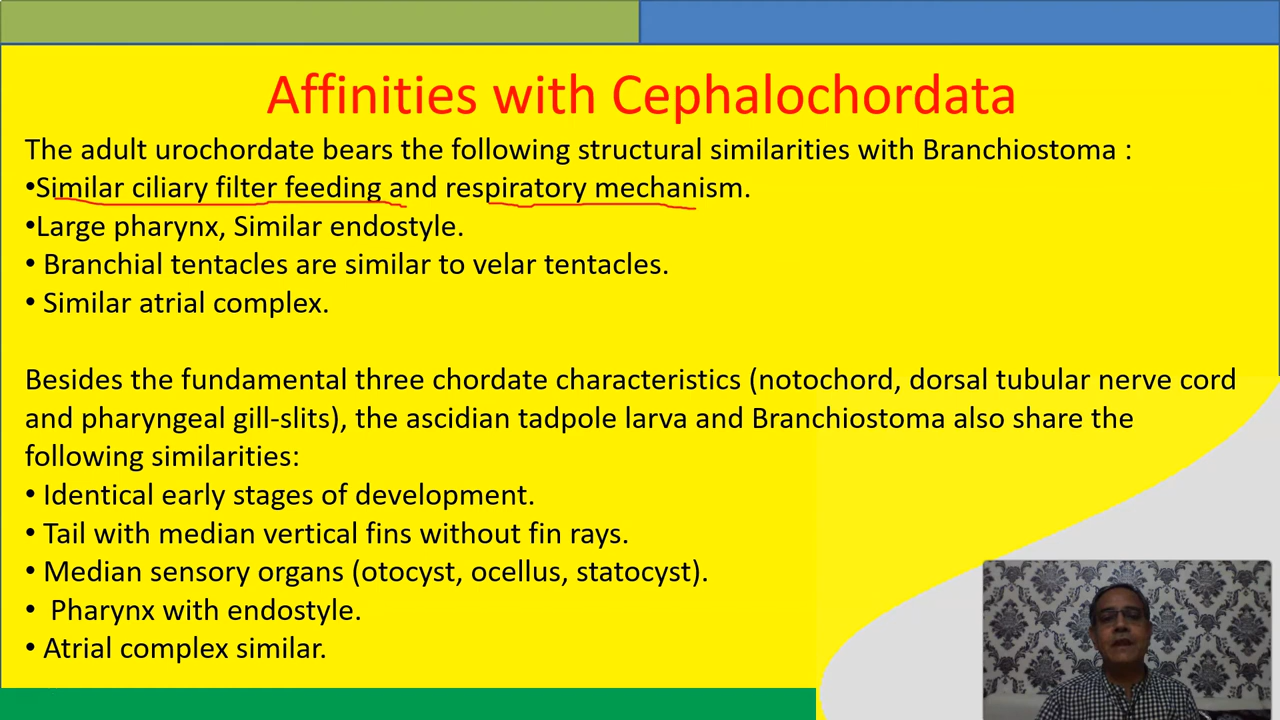 Affinities with Cephalochordata
The adult urochordate bears the following structural similarities with Branchiostoma :
•Similar ciliary filter feeding and respiratory mechanism.
•Large pharynx, Similar endostyle.
• Branchial tentacles are similar to velar tentacles.
• Similar atrial complex.
Besides the fundamental three chordate characteristics (notochord, dorsal tubular nerve cord
and pharyngeal gill-slits), the ascidian tadpole larva and Branchiostoma also share the
following similarities:
• Identical early stages of development.
• Tail with median vertical fins without fin rays.
• Median sensory organs (otocyst, ocellus, statocyst).
• Pharynx with endostyle.
• Atrial complex similar.